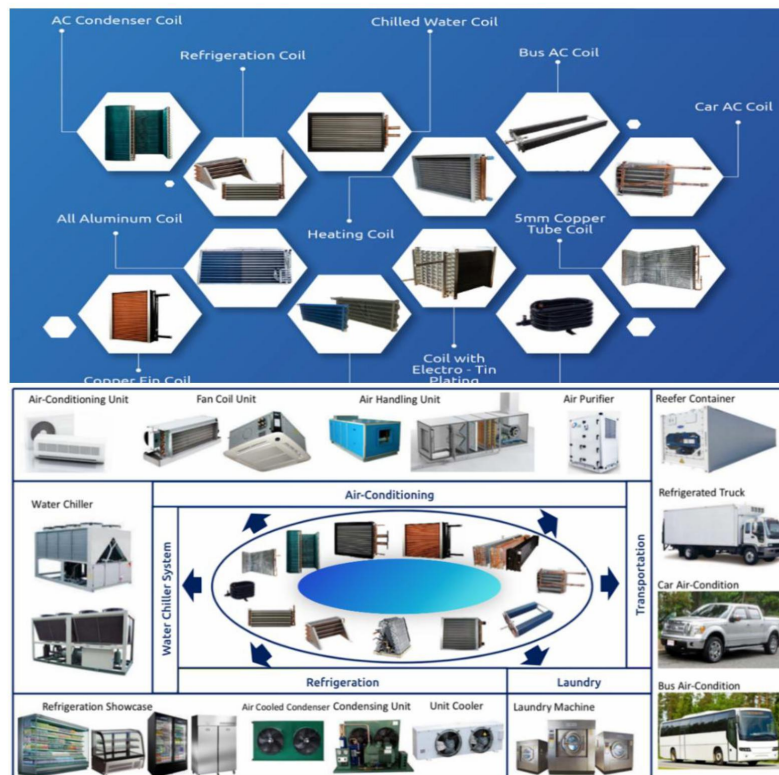 AC Condenser Coil
Chilled Water Coil
Refrigeration Coil
Bus AC Coil
Car AC Coil
All Aluminum Coil
Heating Coil
5mm Copper
Tube Coil
Copper Fin Coil
Coil with
Electro - Tin
Plating
Air-Conditioning Unit
Fan Coil Unit
Air Handling Unit
Air Purifier
Reefer Container
Water Chiller
Air-Conditioning
Refrigerated Truck
Water Chiller System
Transportation
Car Air-Condition
Refrigeration
Laundry
Bus Air-Condition
Refrigeration Showcase
Air Cooled Condenser
Condensing Unit
Unit Cooler
Laundry Machine